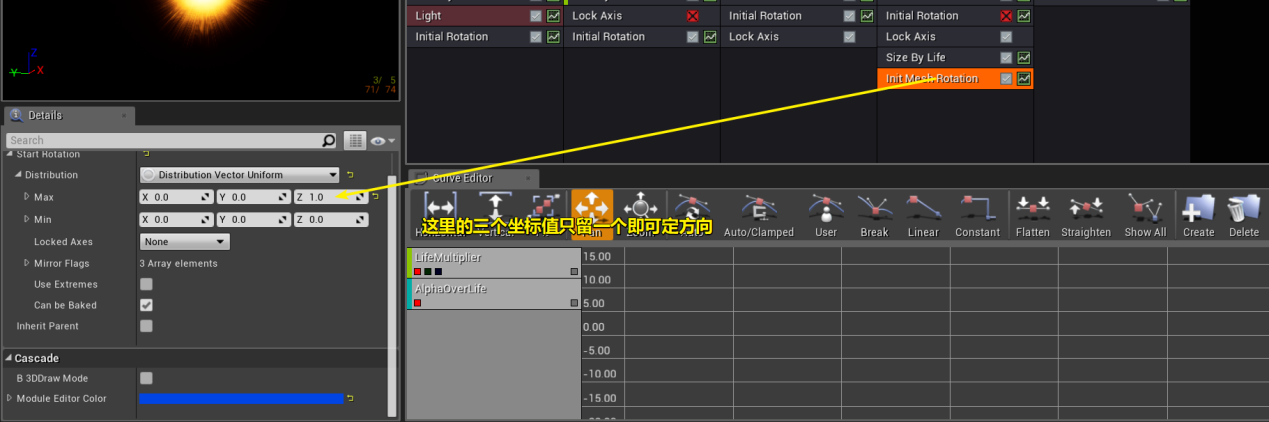 Light
Lock Axis
Initial Rotation
Initial Rotation
Initial Rotation
Initial Rotation
Lock Axis
Lock Axis
Size By Life
Init Mesh Rotation
Z
Y
X
3/ 5
71/ 74
Details
Search
Start Rotation
Distribution
Distribution Vector Uniform
Max
X 0.0
Y 0.0
Z 1.0
Min
X 0.0
Y 0.0
Z 0.0
Locked Axes
None
Mirror Flags
3 Array elements
Use Extremes
Can be Baked
Inherit Parent
Cascade
B 3DDraw Mode
Module Editor Color
Curve Editor
这里的三个坐标值只留一个即可定方向
Auto/Clamped
User
Break
Linear
Constant
Flatten
Straighten
Show All
Create
Delete
LifeMultiplier
AlphaOverLife
15.00
10.00
5.00
0.00
-5.00
-10.00
-15.00